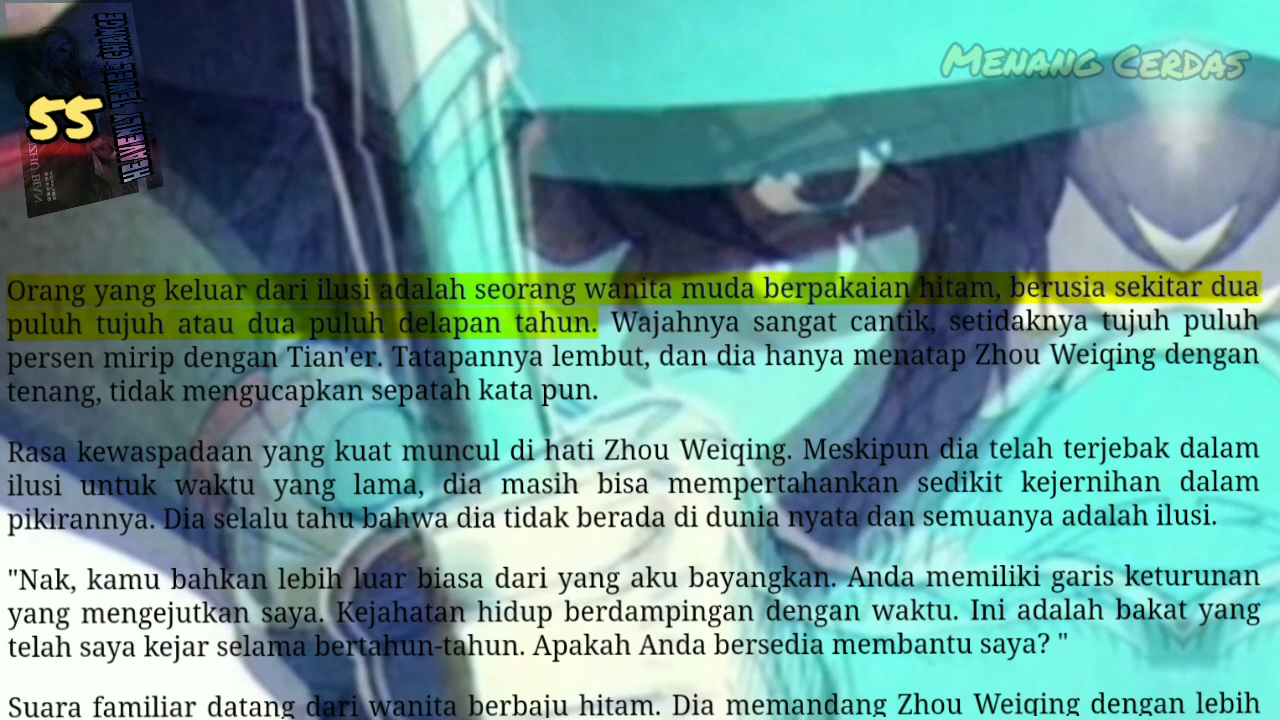 Menang Cerdas
55
HEAVENLY JEWEL CHANGE
ZHOU
Orang yang keluar dari ilusi adalah seorang wanita muda berpakaian hitam, berusia sekitar dua
puluh tujuh atau dua puluh delapan tahun. Wajahnya sangat cantik, setidaknya tujuh puluh
persen mirip dengan Tian'er. Tatapannya lembut, dan dia hanya menatap Zhou Weiqing dengan
tenang, tidak mengucapkan sepatah kata pun.
Rasa kewaspadaan yang kuat muncul di hati Zhou Weiqing. Meskipun dia telah terjebak dalam
ilusi untuk waktu yang lama, dia masih bisa mempertahankan sedikit kejernihan dalam
pikirannya. Dia selalu tahu bahwa dia tidak berada di dunia nyata dan semuanya adalah ilusi.
"Nak, kamu bahkan lebih luar biasa dari yang aku bayangkan. Anda memiliki garis keturunan
yang mengejutkan saya. Kejahatan hidup berdampingan dengan waktu. Ini adalah bakat yang
telah saya kejar selama bertahun-tahun. Apakah Anda bersedia membantu saya? "
Suara familiar datang dari wanita berbaju hitam. Dia memandang Zhou Weiqing dengan lebih